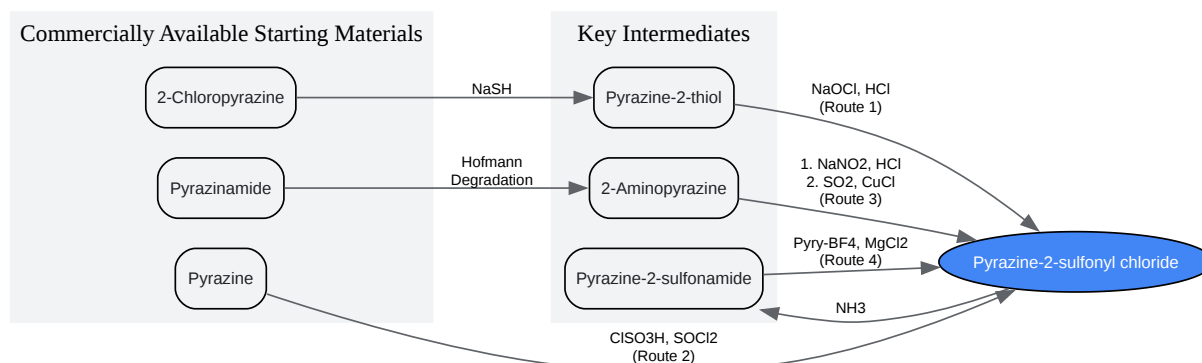 Commercially Available Starting Materials
Key Intermediates
2-Chloropyrazine
NaSH
Pyrazine-2-thiol
NaOCl, HCl
(Route 1)
Pyrazinamide
Hofmann
Degradation
2-Aminopyrazine
1. NaNO2, HCl
2. SO2, CuCl
(Route 3)
Pyrazine
Pyrazine-2-sulfonamide
Pyry-BF4, MgCl2
(Route 4)
Pyrazine-2-sulfonyl chloride
NH3
ClSO3H, SOCl2
(Route 2)